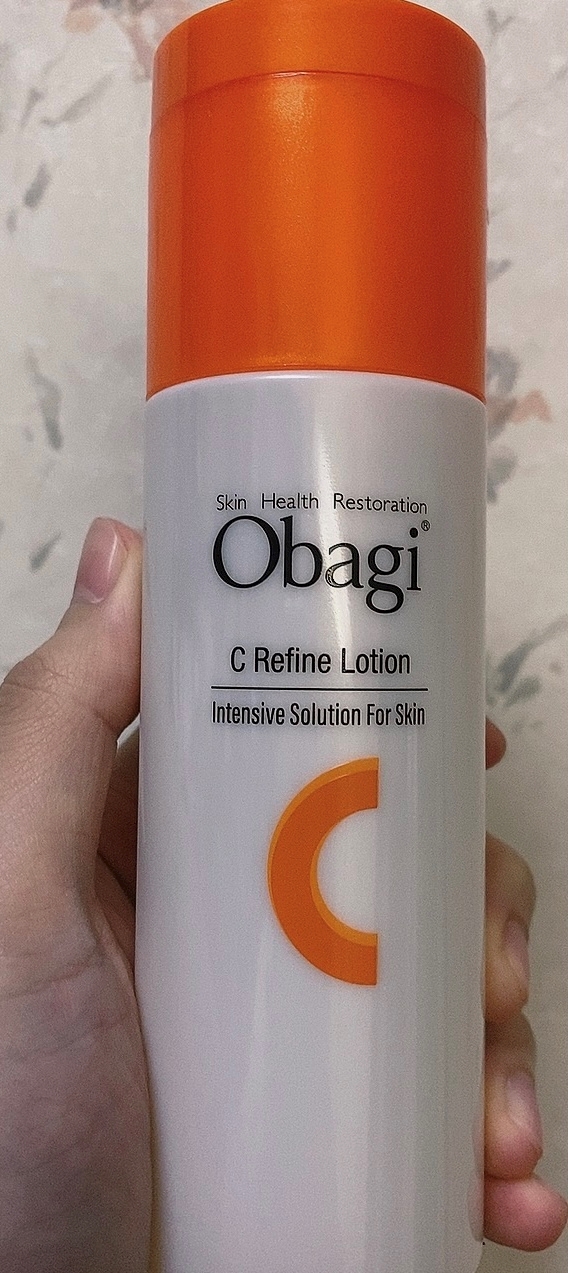 Skin Health Restoration
Obagi®
C Refine Lotion
Intensive Solution For Skin
C